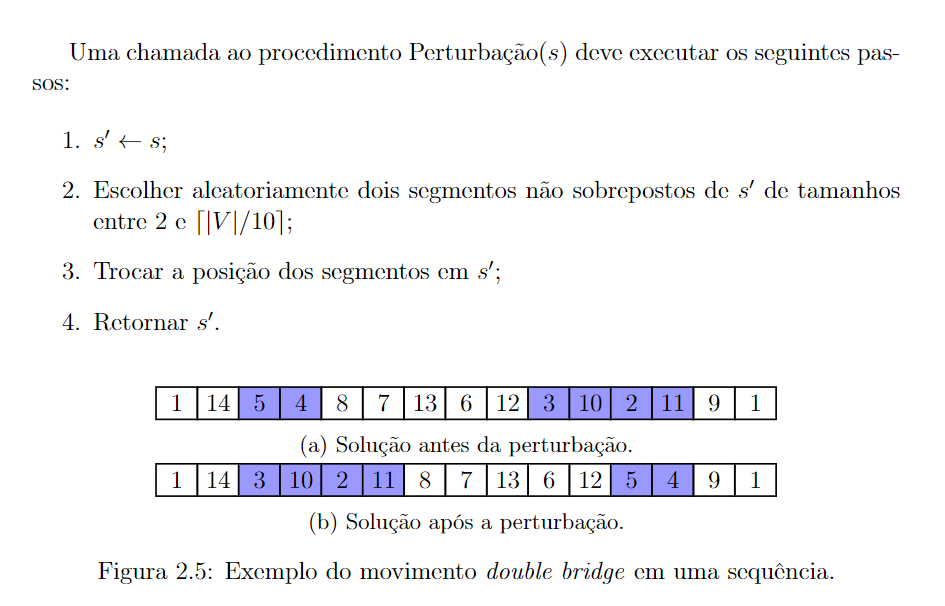 Uma chamada ao procedimento Perturbação(s) deve executar os seguintes pas-
sos:
1. s′ ← s;
2. Escolher aleatoriamente dois segmentos não sobrepostos de s′ de tamanhos
entre 2 e ⌈|V|/10⌉;
3. Trocar a posição dos segmentos em s′;
4. Retornar s′.
1 14 5 4 8 7 13 6 12 3 10 2 11 9 1
(a) Solução antes da perturbação.
1 14 3 10 2 11 8 7 13 6 12 5 4 9 1
(b) Solução após a perturbação.
Figura 2.5: Exemplo do movimento double bridge em uma sequência.